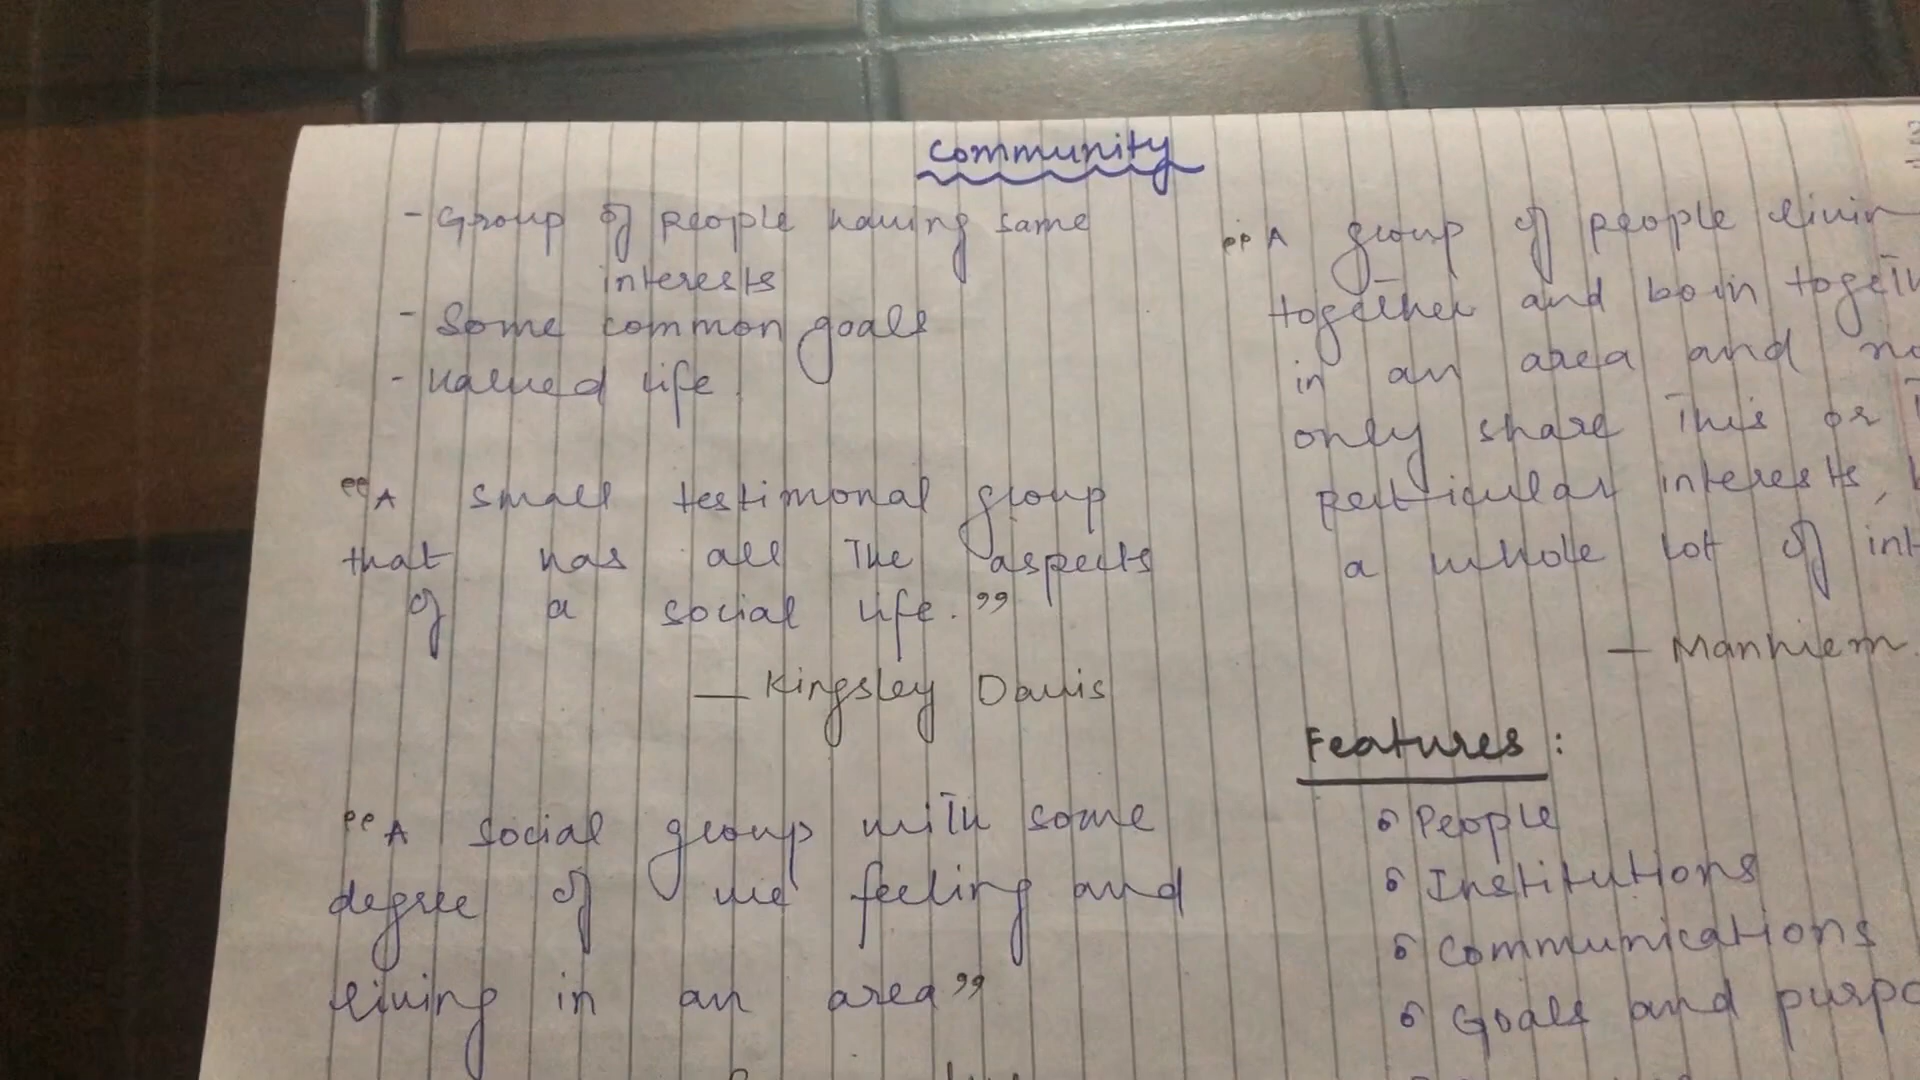 community
- Group of people having same
interests
- Some common goals
- Valued life
"A small testimonal group
that has all the aspects
of a social life."
— Kingsley Davis
"A social group with some
degree of we feeling and
living in an area"
"A group of people livin
together and born togeth
in an area and no
only share this or
particular interests,
a whole lot of int
— Manhiem
Features :
People
Institutions
Communications
Goals and purpo